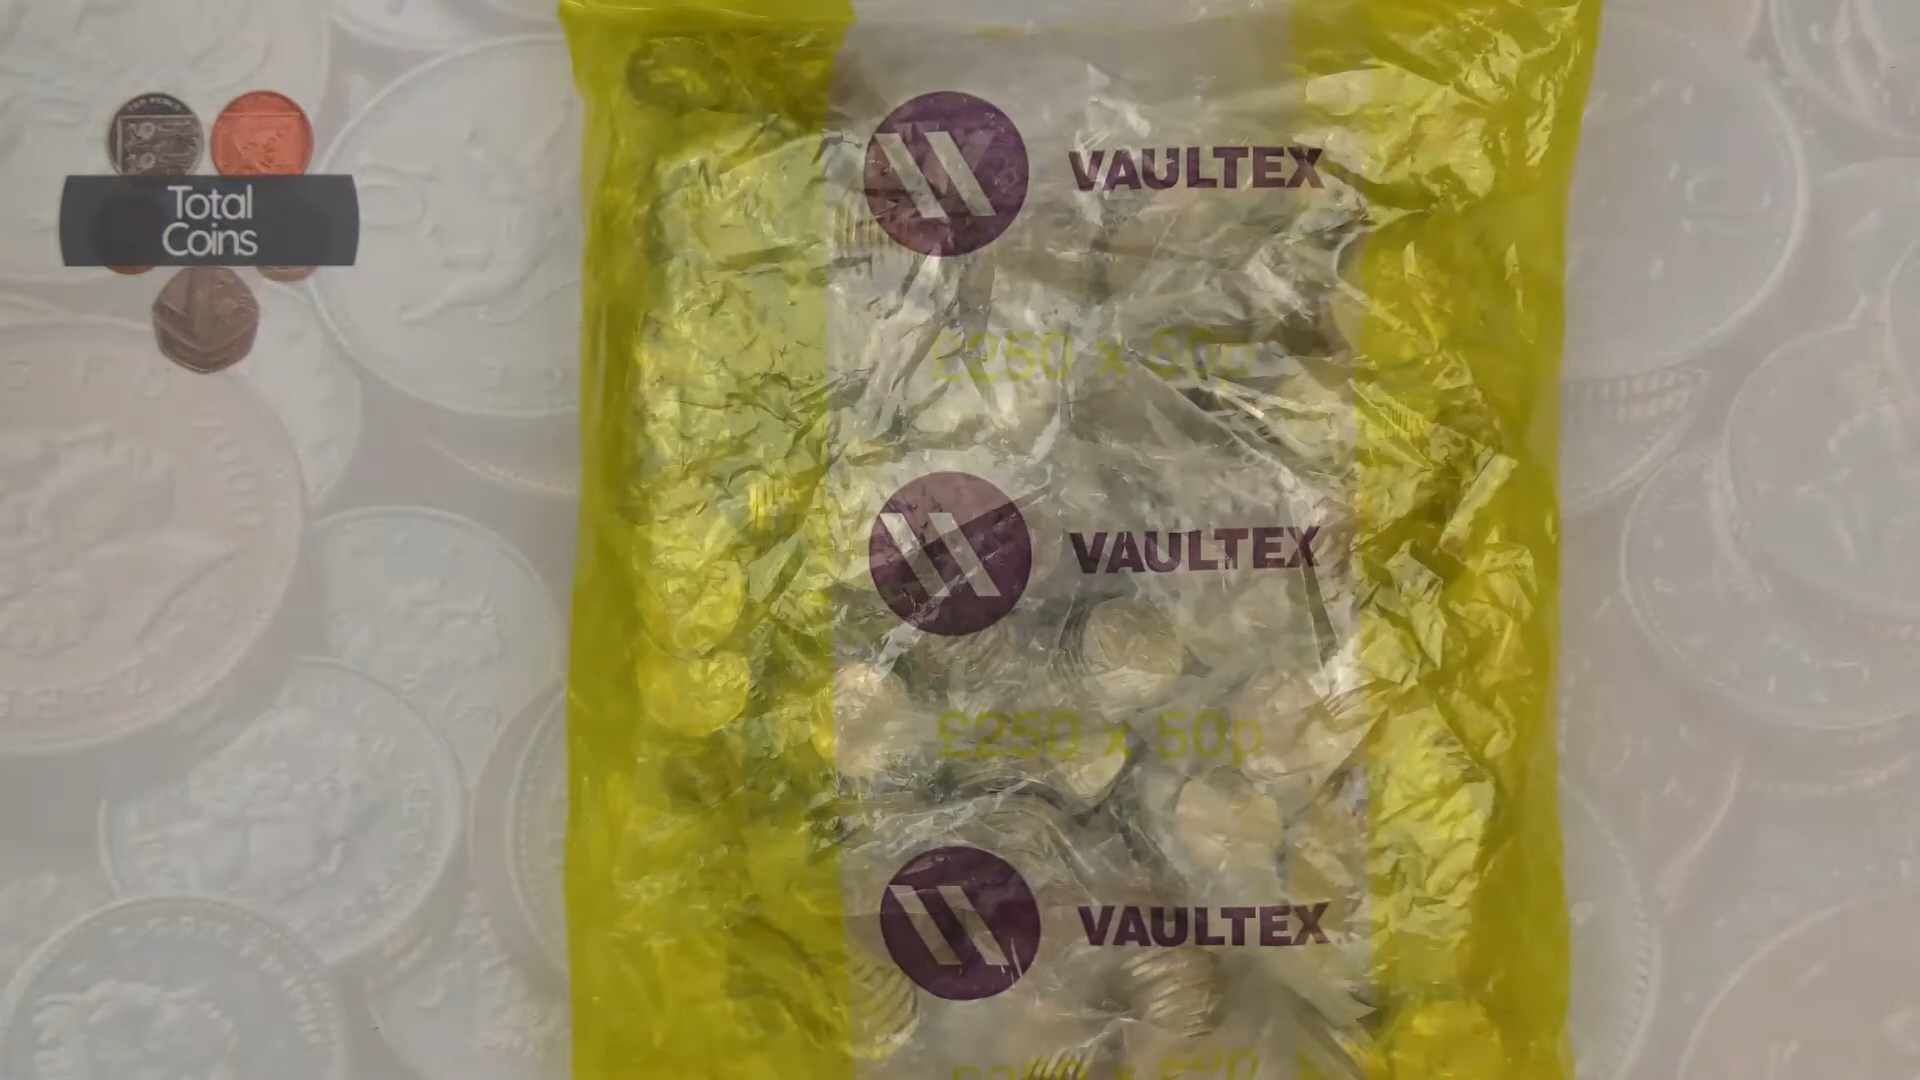 Total
Coins
VAULTEX
£250 x 50p
VAULTEX
£250 x 50p
VAULTEX